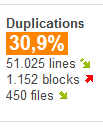 Duplications
30,9%
51.025 lines
1.152 blocks
450 files